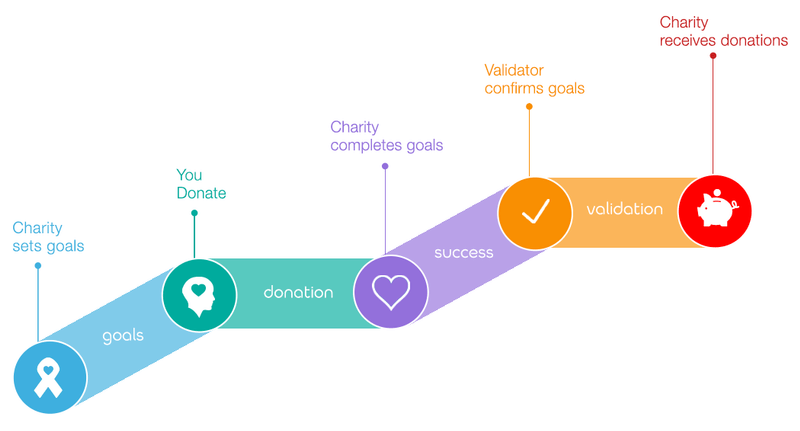 Charity
sets goals
goals
You
Donate
donation
Charity
completes goals
success
Validator
confirms goals
validation
Charity
receives donations